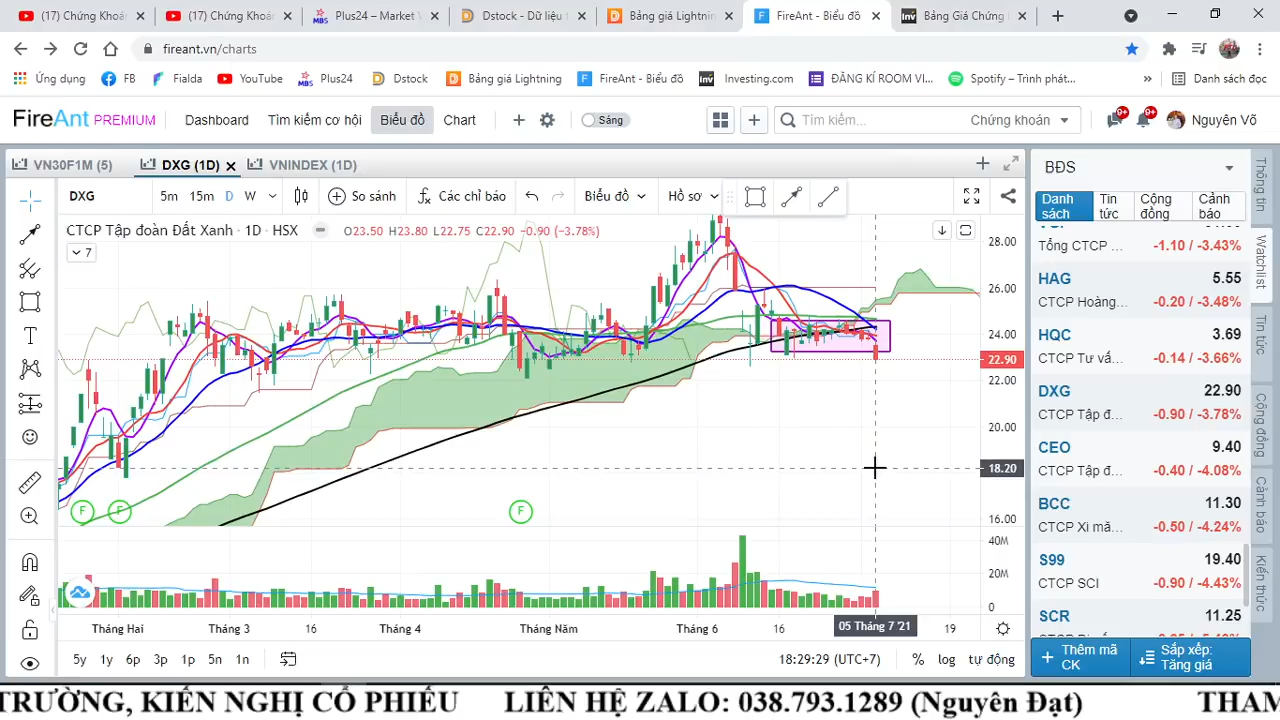 (17) Chứng Khoán
(17) Chứng Khoán
MBS Plus24 – Market
Dstock - Dữ liệu
Bảng giá Lightning
FireAnt - Biểu đồ
Inv Bảng Giá Chứng
fireant.vn/charts
Ứng dụng
FB
Fialda
YouTube
MBS Plus24
Dstock
Bảng giá Lightning
FireAnt - Biểu đồ
Inv Investing.com
ĐĂNG KÍ ROOM VI...
Spotify – Trình phát...
»
Danh sách đọc
FireAnt PREMIUM
Dashboard
Tìm kiếm cơ hội
Biểu đồ
Chart
Sáng
Tìm kiếm...
Chứng khoán
9+
9+
Nguyên Võ
VN30F1M (5)
DXG (1D)
VNINDEX (1D)
DXG
5m
15m
D
W
So sánh
Các chỉ báo
Biểu đồ
Hồ sơ
CTCP Tập đoàn Đất Xanh · 1D · HSX
O23.50 H23.80 L22.75 C22.90 −0.90 (−3.78%)
7
28.00
26.00
24.00
22.90
22.00
20.00
18.20
16.00
F
F
F
40M
20M
0
Tháng Hai
Tháng 3
16
Tháng 4
Tháng Năm
Tháng 6
16
05 Tháng 7 '21
19
5y
1y
6p
3p
1p
5n
1n
18:29:29 (UTC+7)
%
log
tự động
BĐS
Danh sách
Tin tức
Cộng đồng
Cảnh báo
Tổng CTCP ...
-1.10 / -3.43%
HAG
5.55
CTCP Hoàng...
-0.20 / -3.48%
HQC
3.69
CTCP Tư vấ...
-0.14 / -3.66%
DXG
22.90
CTCP Tập đ...
-0.90 / -3.78%
CEO
9.40
CTCP Tập đ...
-0.40 / -4.08%
BCC
11.30
CTCP Xi mă...
-0.50 / -4.24%
S99
19.40
CTCP SCI
-0.90 / -4.43%
SCR
11.25
Thêm mã CK
Sắp xếp: Tăng giá
Thông tin
Watchlist
Tin tức
Cộng đồng
Cảnh báo
Kiến thức
TRƯỜNG, KIẾN NGHỊ CỔ PHIẾU LIÊN HỆ ZALO: 038.793.1289 (Nguyên Đạt) THAM